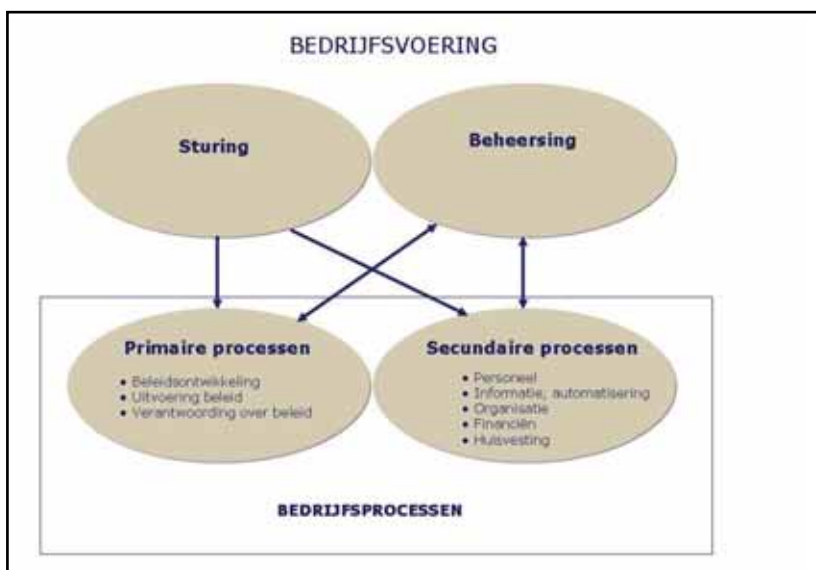 BEDRIJFSVOERING
Sturing
Beheersing
Primaire processen
• Beleidsontwikkeling
• Uitvoering beleid
• Verantwoording over beleid
Secundaire processen
• Personeel
• Informatie, automatisering
• Organisatie
• Financiën
• Huisvesting
BEDRIJFSPROCESSEN